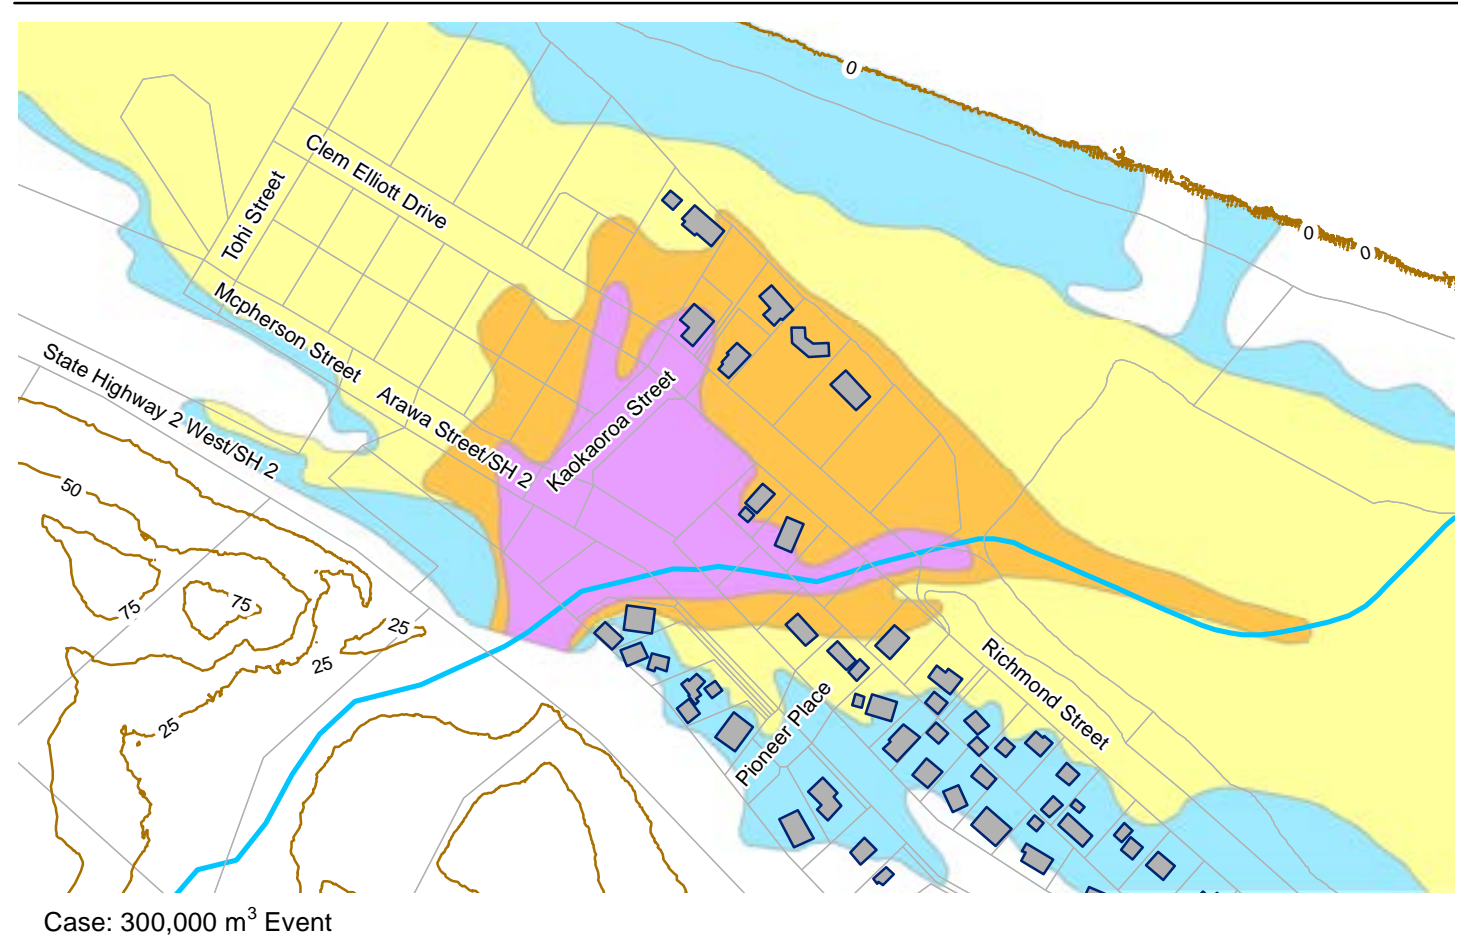 0
0
0
Clem Elliott Drive
Tohi Street
Mcpherson Street
State Highway 2 West/SH 2
Arawa Street/SH 2
Kaokaoroa Street
50
75
75
25
25
25
Richmond Street
Pioneer Place
Case: 300,000 m³ Event